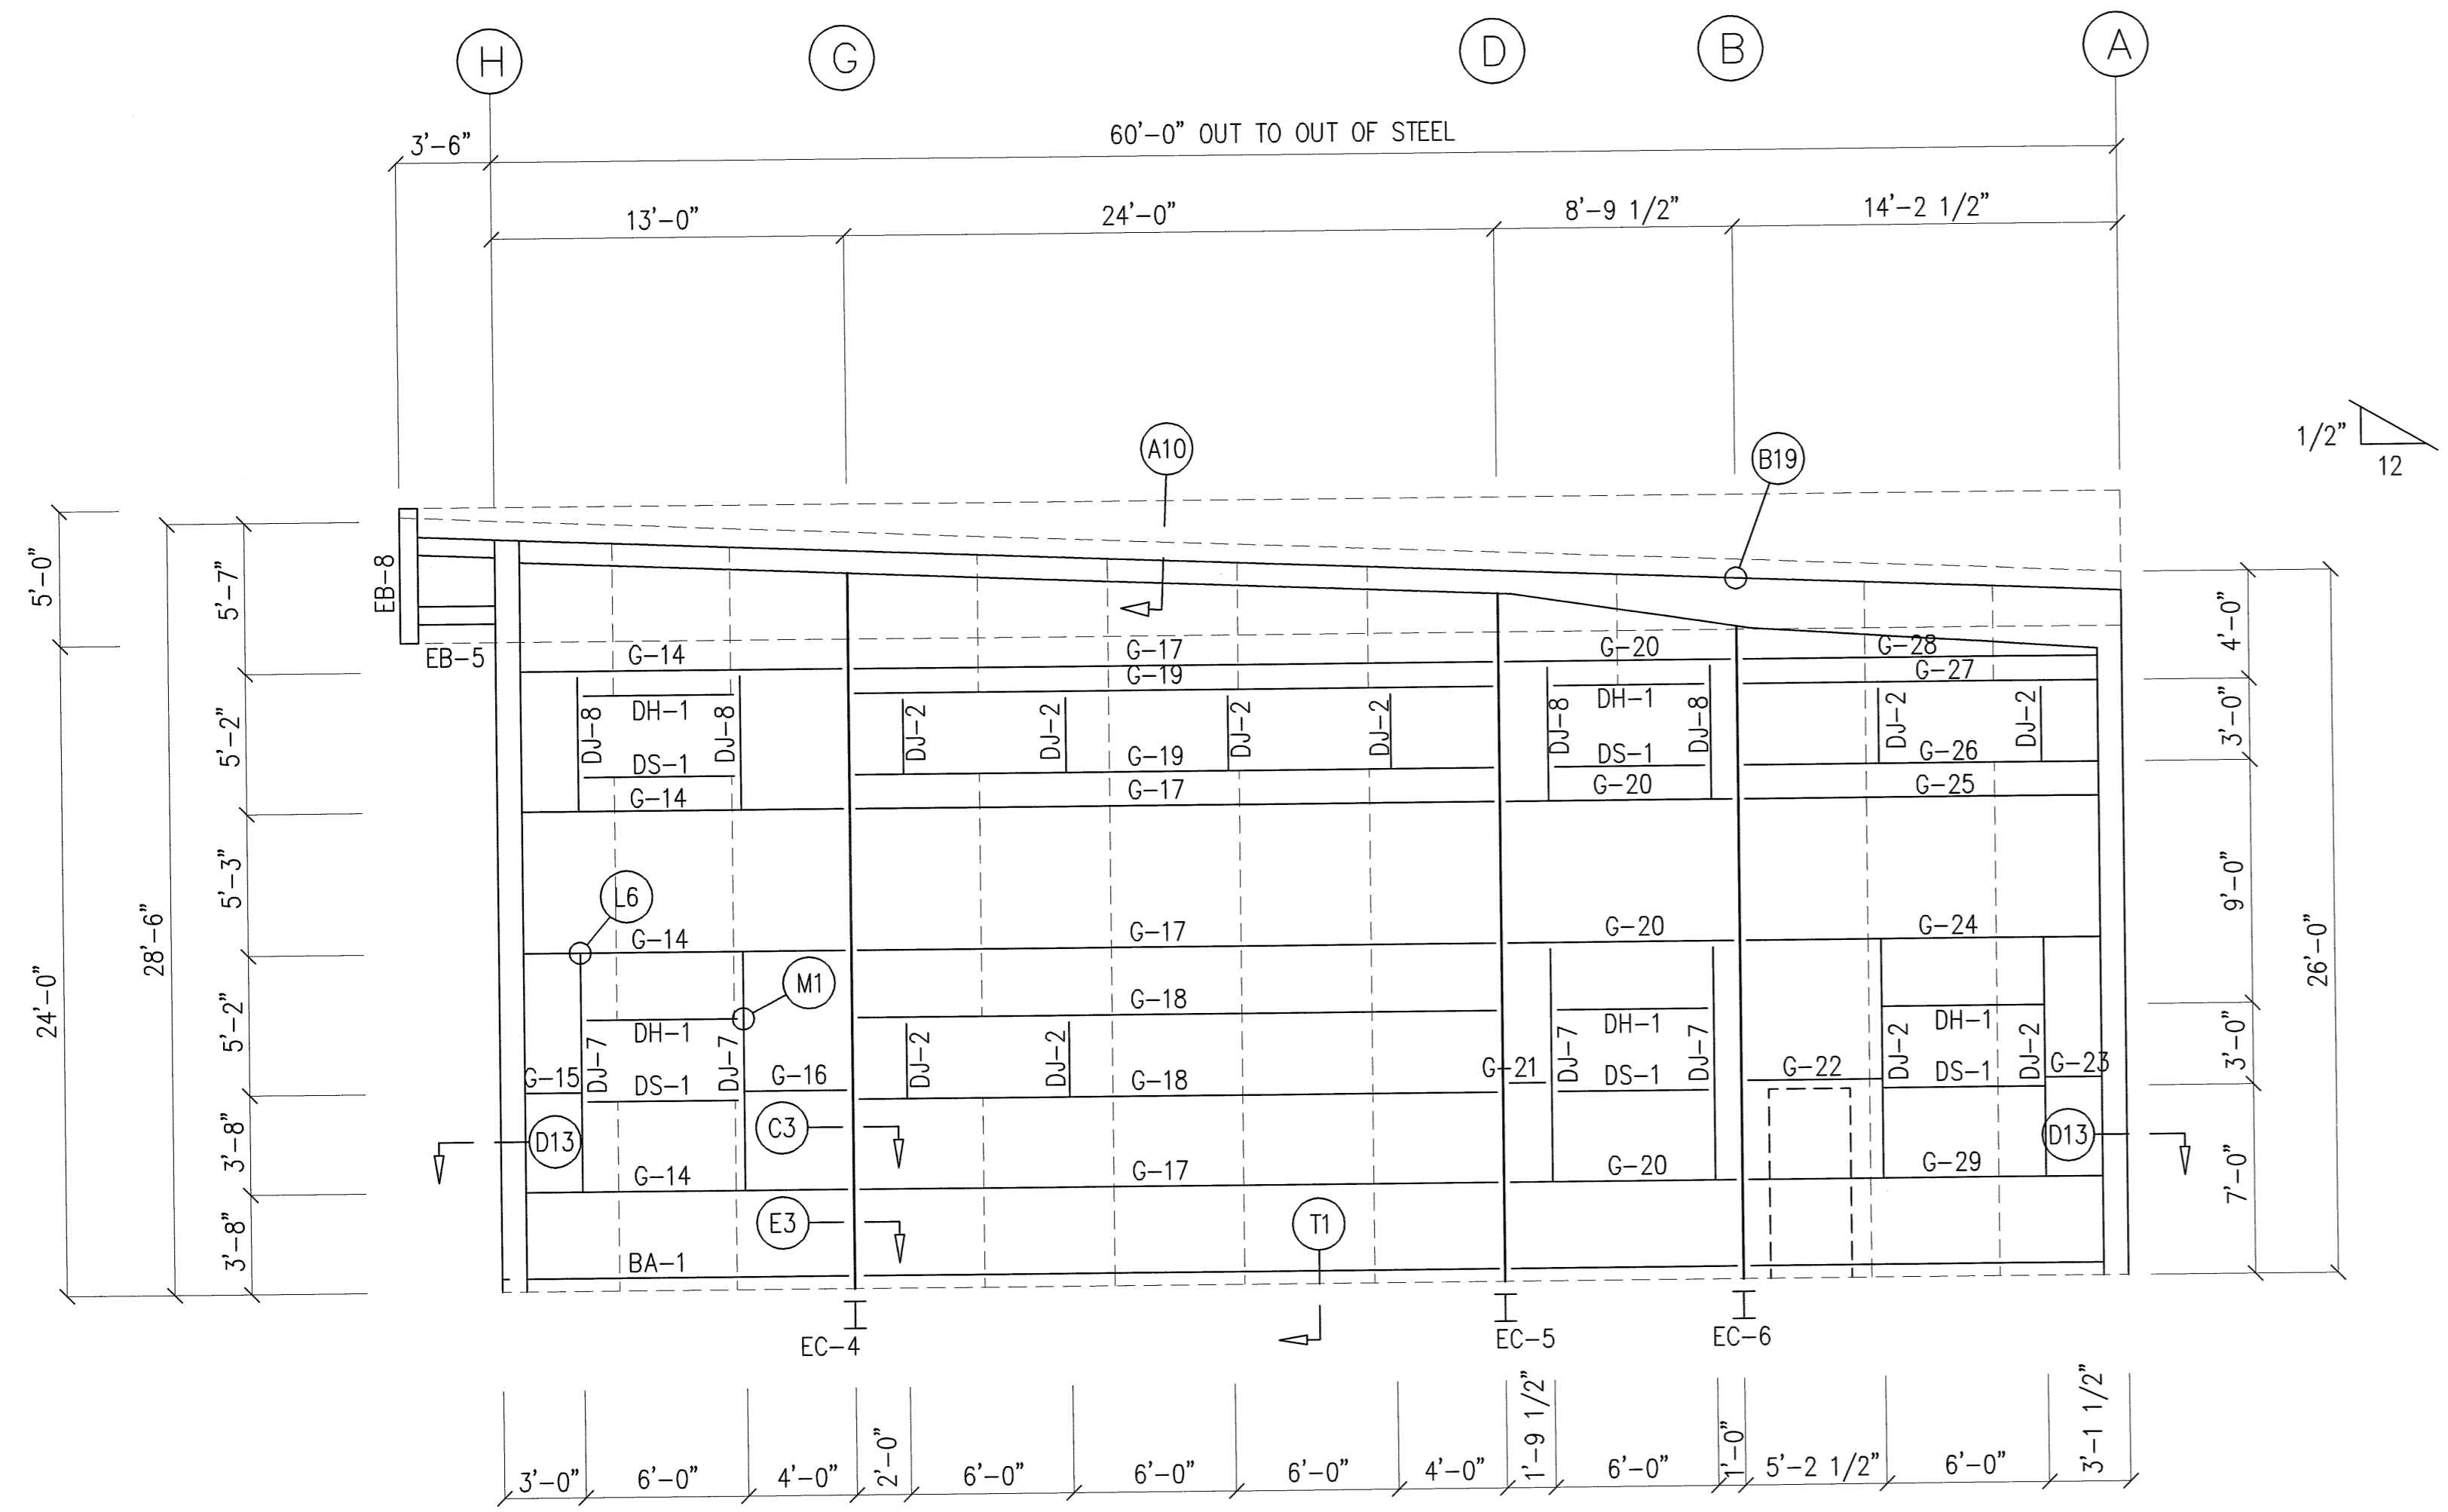 H G D B A
3'-6" 60'-0" OUT TO OUT OF STEEL
13'-0" 24'-0" 8'-9 1/2" 14'-2 1/2"
A10 B19
1/2"
12
5'-0" 5'-7" EB-8 4'-0"
EB-5 G-14 G-17 G-20 G-28
G-19 G-27
DJ-8 DH-1 DJ-8 DJ-2 DJ-2 DJ-2 DJ-2 DJ-8 DH-1 DJ-8 DJ-2 DJ-2
5'-2" DS-1 G-19 DS-1 G-26 3'-0"
G-14 G-17 G-20 G-25
5'-3" L6 9'-0"
28'-6" G-14 G-17 G-20 G-24 26'-0"
24'-0" M1
5'-2" DH-1 G-18 DH-1 DH-1 3'-0"
G-15 DJ-7 DS-1 DJ-7 G-16 DJ-2 DJ-2 G-18 G-21 DJ-7 DS-1 DJ-7 G-22 DJ-2 DS-1 DJ-2 G-23
3'-8" D13 C3 D13
G-14 G-17 G-20 G-29 7'-0"
3'-8" E3 T1
BA-1
EC-4 EC-5 EC-6
3'-0" 6'-0" 4'-0" 2'-0" 6'-0" 6'-0" 6'-0" 4'-0" 1'-9 1/2" 6'-0" 1'-0" 5'-2 1/2" 6'-0" 3'-1 1/2"